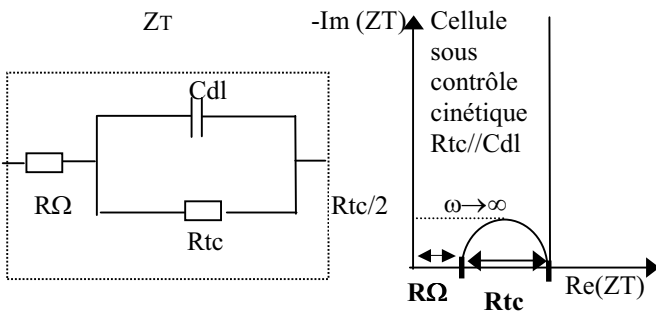 ZT
Cdl
RΩ
Rtc
-Im (ZT)
Cellule
sous
contrôle
cinétique
Rtc//Cdl
Rtc/2
ω→∞
RΩ
Rtc
Re(ZT)